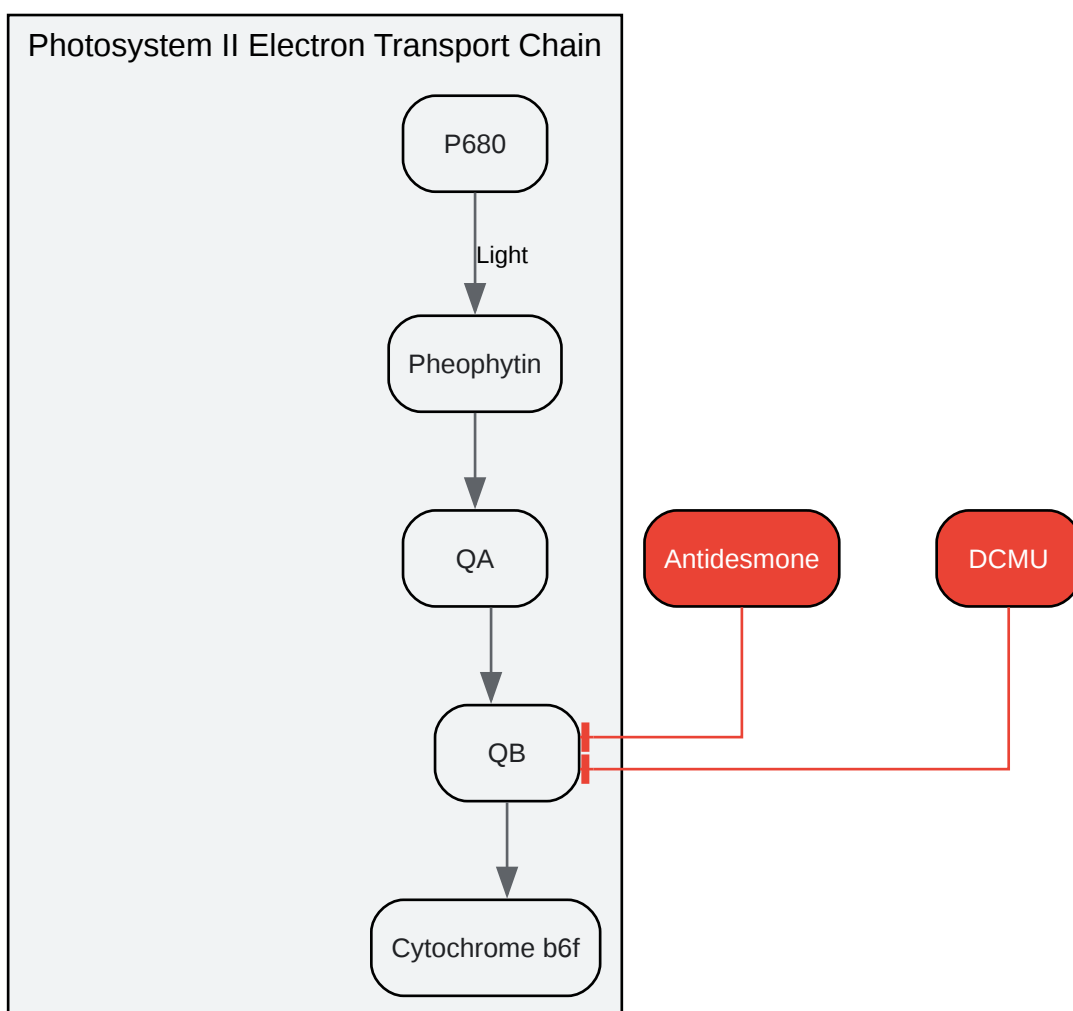 Photosystem II Electron Transport Chain
P680
Light
Pheophytin
QA
Antidesmone
DCMU
QB
Cytochrome b6f